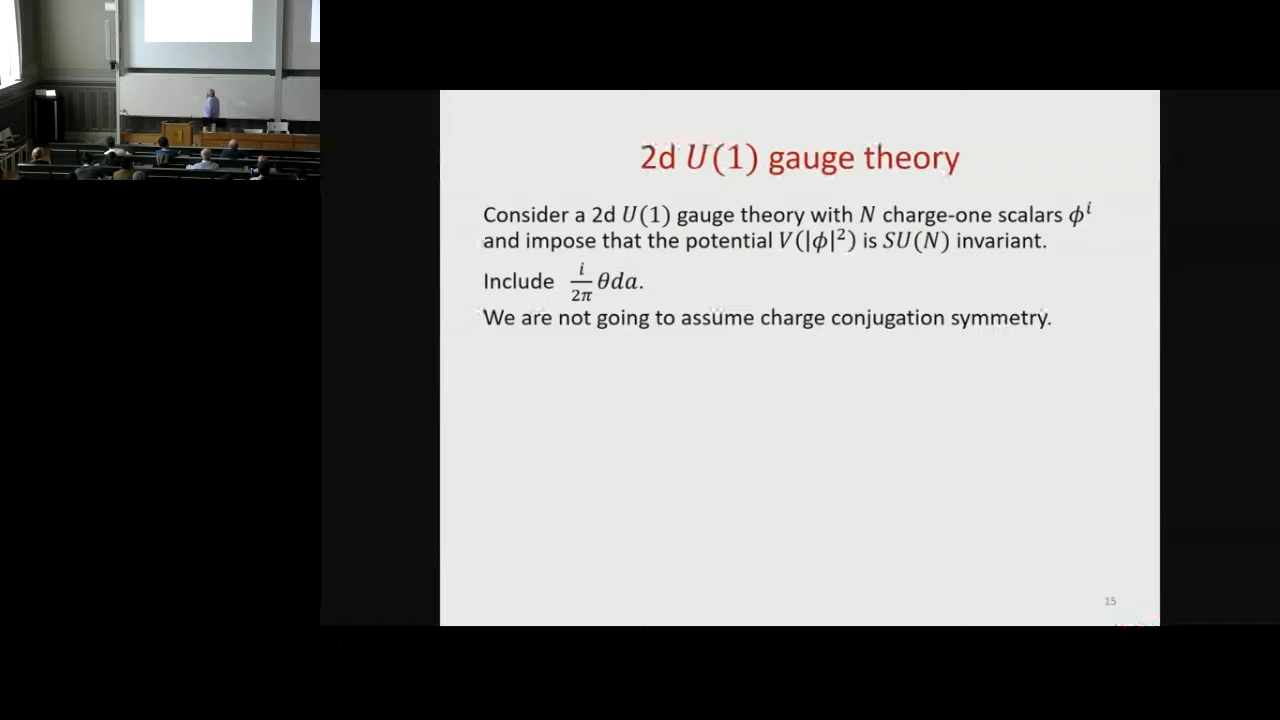 2d U(1) gauge theory
Consider a 2d U(1) gauge theory with N charge-one scalars ϕ^i
and impose that the potential V(|ϕ|²) is SU(N) invariant.
Include i/2π θda.
We are not going to assume charge conjugation symmetry.
15